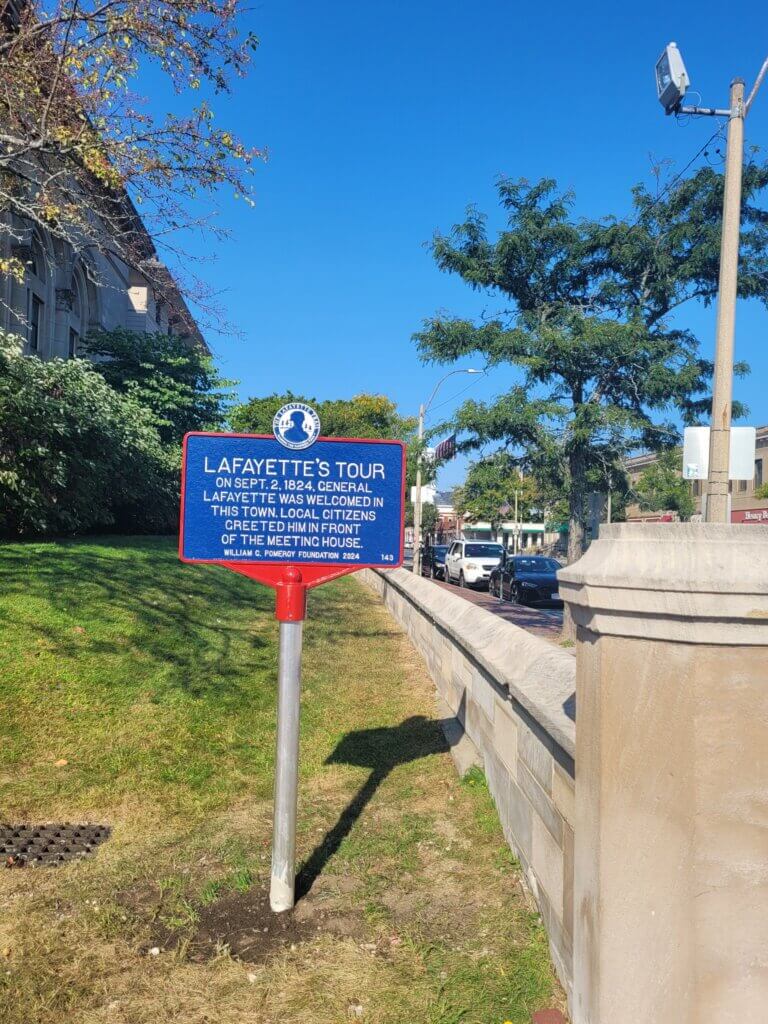 THE LAFAYETTE TRAIL
LAFAYETTE'S TOUR
ON SEPT. 2, 1824, GENERAL
LAFAYETTE WAS WELCOMED IN
THIS TOWN. LOCAL CITIZENS
GREETED HIM IN FRONT
OF THE MEETING HOUSE.
WILLIAM G. POMEROY FOUNDATION 2024 143